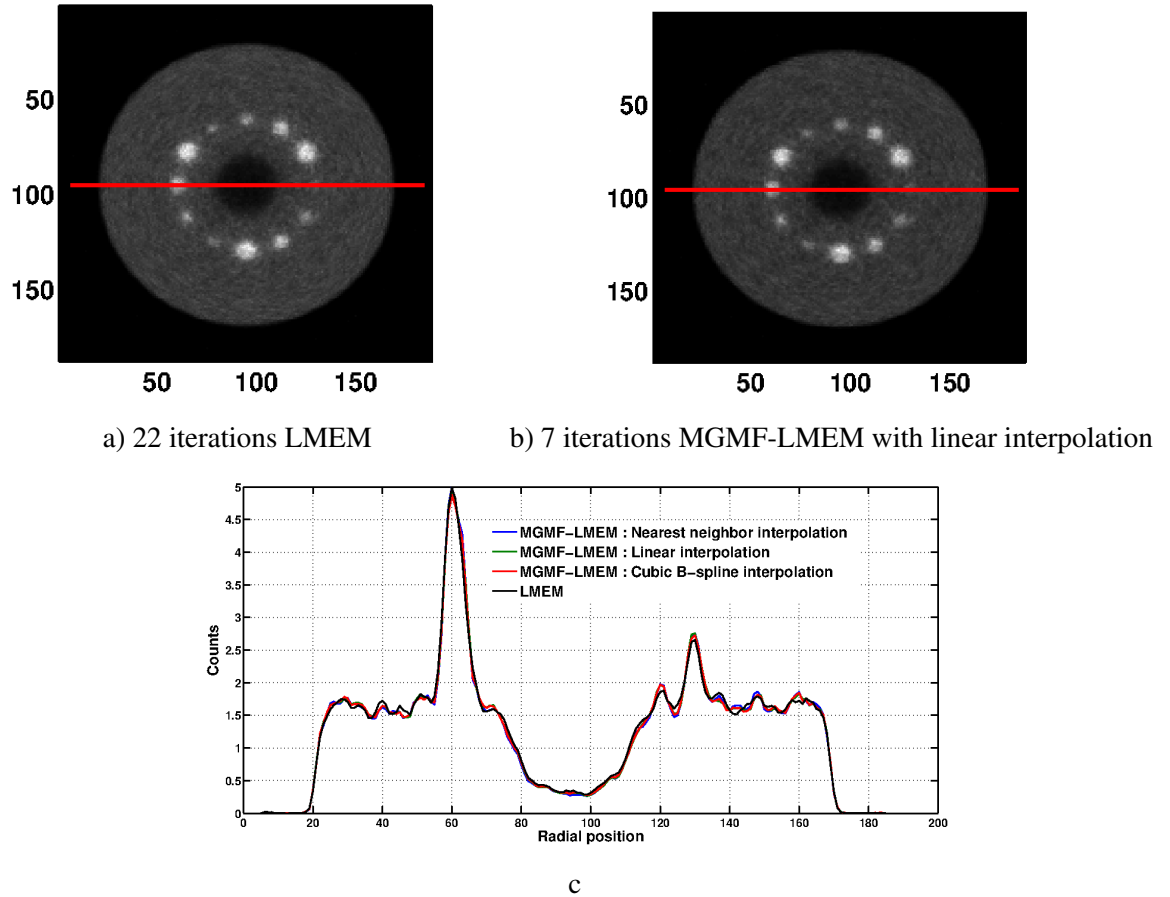 50
100
150
50 100 150
a) 22 iterations LMEM
50
100
150
50 100 150
b) 7 iterations MGMF-LMEM with linear interpolation
5
4.5
4
3.5
3
2.5
2
1.5
1
0.5
0
Counts
MGMF−LMEM : Nearest neighbor interpolation
MGMF−LMEM : Linear interpolation
MGMF−LMEM : Cubic B−spline interpolation
LMEM
0 20 40 60 80 100 120 140 160 180 200
Radial position
c